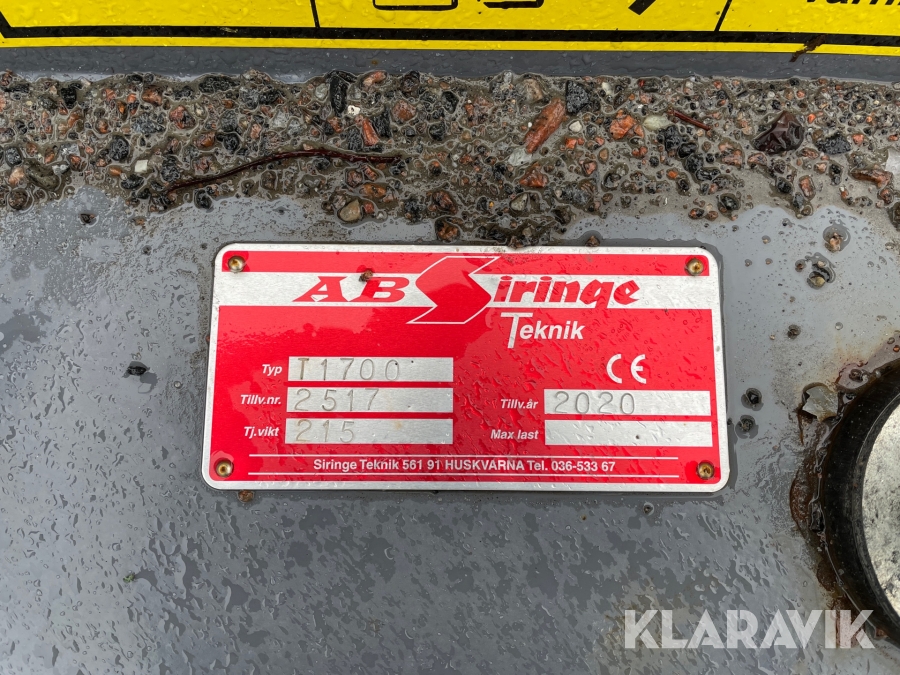 AB Siringe
Teknik
Typ T1700
CE
Tillv.nr. 2517 Tillv.år 2020
Tj.vikt 215 Max last
Siringe Teknik 561 91 HUSKVARNA Tel. 036-533 67
KLARAVIK